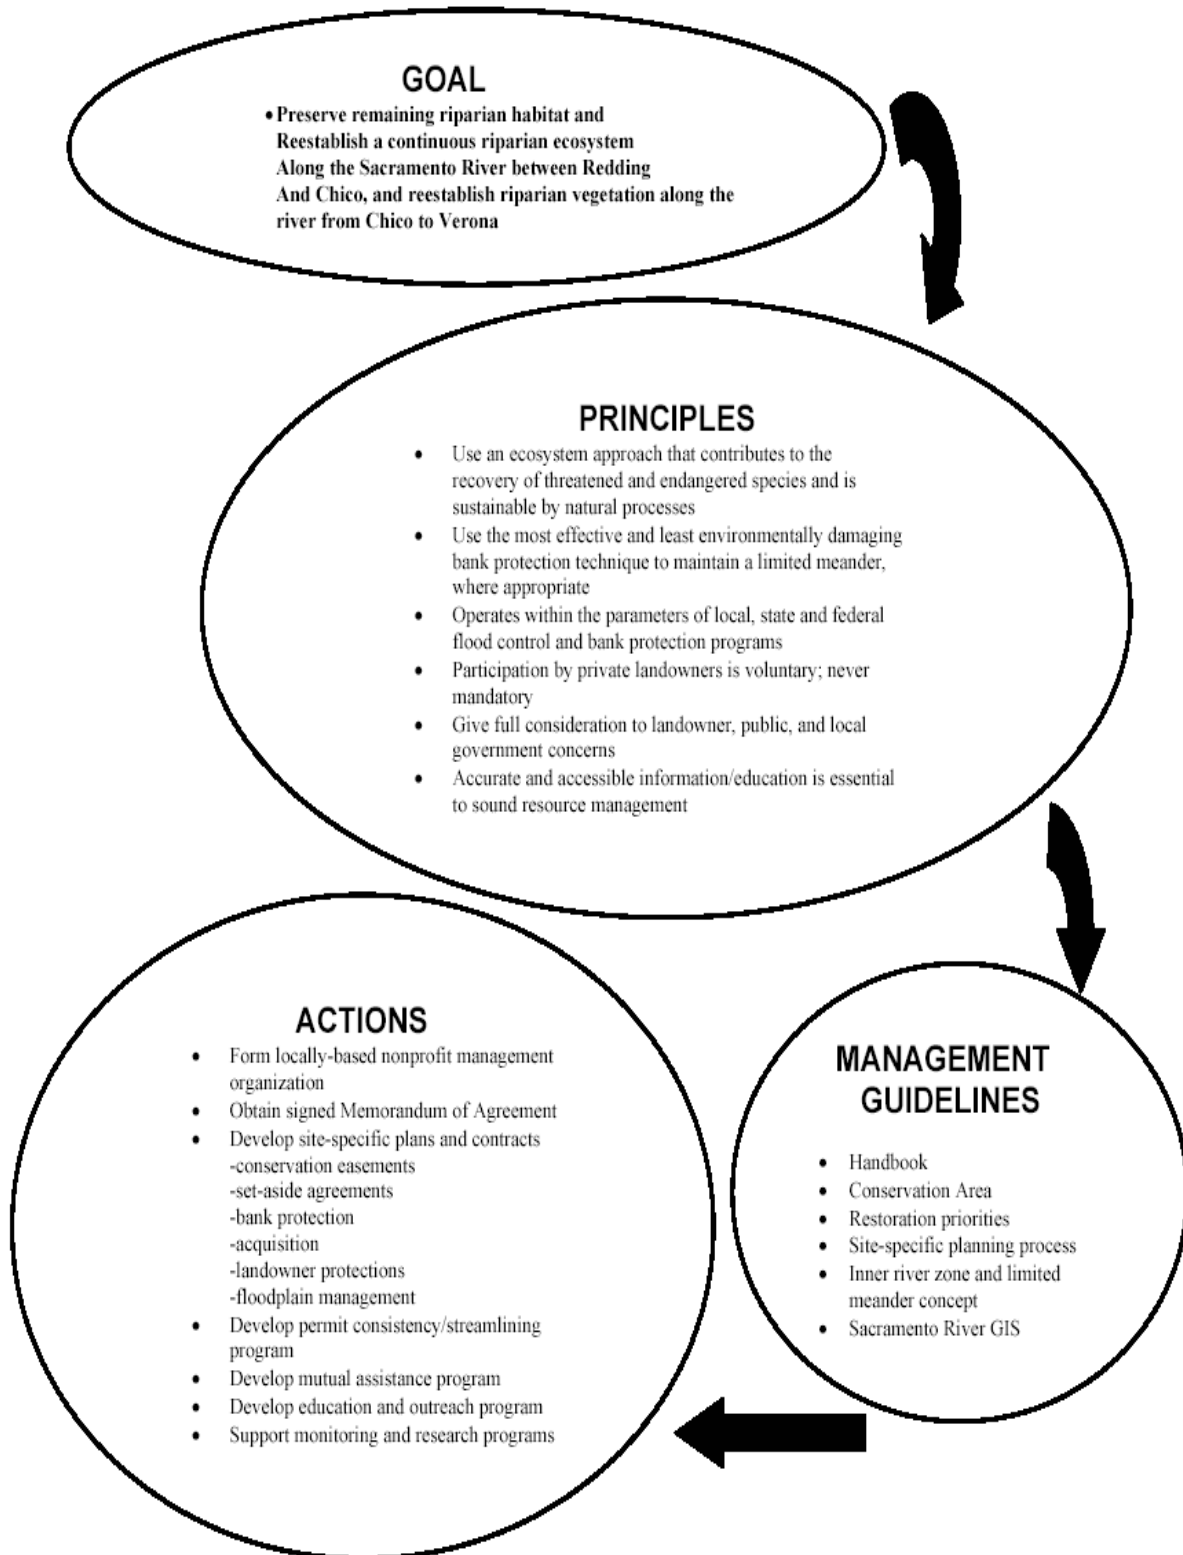 GOAL
• Preserve remaining riparian habitat and
Reestablish a continuous riparian ecosystem
Along the Sacramento River between Redding
And Chico, and reestablish riparian vegetation along the
river from Chico to Verona
PRINCIPLES
• Use an ecosystem approach that contributes to the
recovery of threatened and endangered species and is
sustainable by natural processes
• Use the most effective and least environmentally damaging
bank protection technique to maintain a limited meander,
where appropriate
• Operates within the parameters of local, state and federal
flood control and bank protection programs
• Participation by private landowners is voluntary; never
mandatory
• Give full consideration to landowner, public, and local
government concerns
• Accurate and accessible information/education is essential
to sound resource management
MANAGEMENT
GUIDELINES
• Handbook
• Conservation Area
• Restoration priorities
• Site-specific planning process
• Inner river zone and limited
meander concept
• Sacramento River GIS
ACTIONS
• Form locally-based nonprofit management
organization
• Obtain signed Memorandum of Agreement
• Develop site-specific plans and contracts
-conservation easements
-set-aside agreements
-bank protection
-acquisition
-landowner protections
-floodplain management
• Develop permit consistency/streamlining
program
• Develop mutual assistance program
• Develop education and outreach program
• Support monitoring and research programs